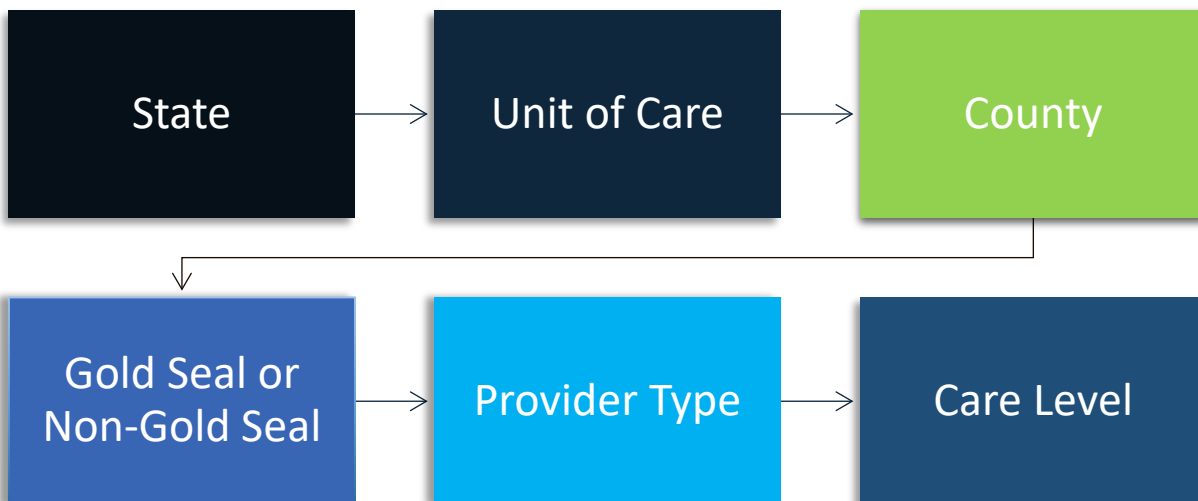 State
Unit of Care
County
Gold Seal or
Non-Gold Seal
Provider Type
Care Level